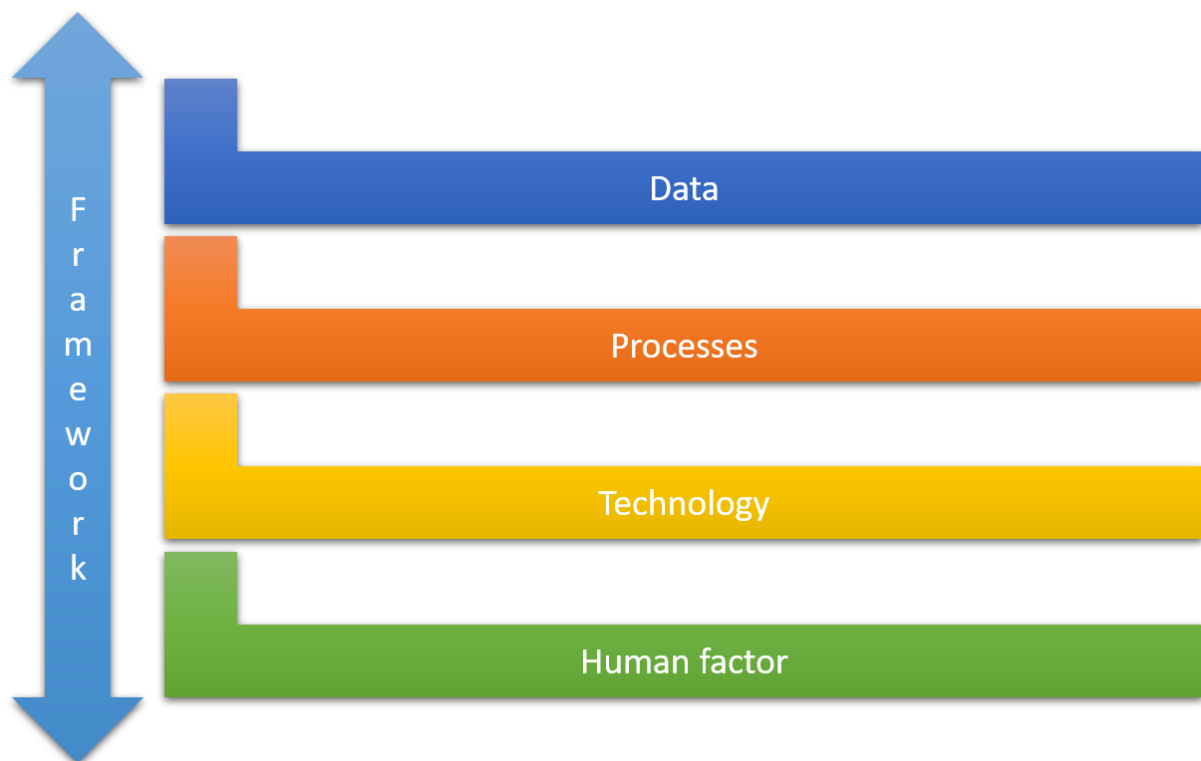 Framework
Data
Processes
Technology
Human factor